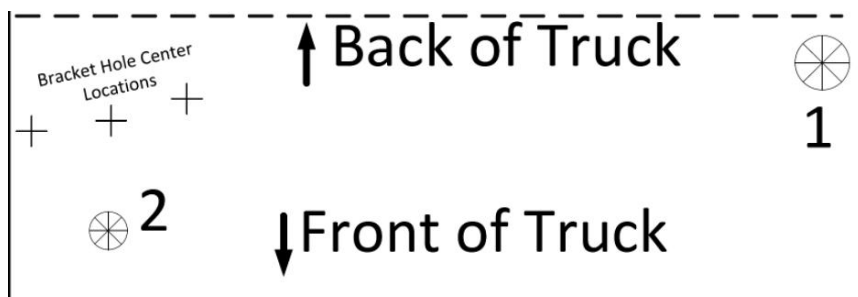 Bracket Hole Center
Locations
Back of Truck
1
2
Front of Truck